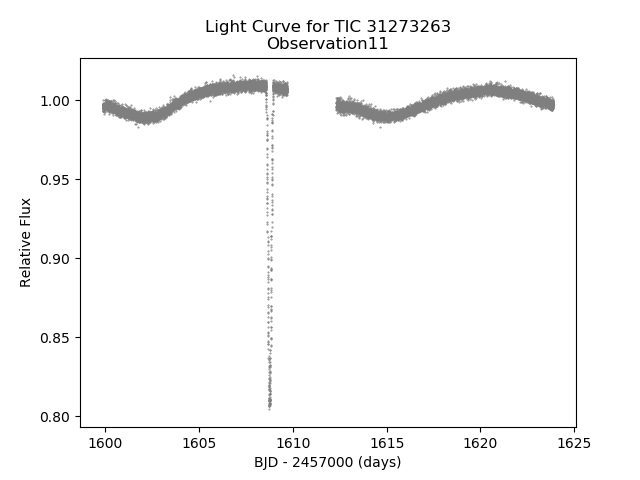 Light Curve for TIC 31273263
Observation11
1.00
0.95
0.90
0.85
0.80
Relative Flux
1600
1605
1610
1615
1620
1625
BJD - 2457000 (days)